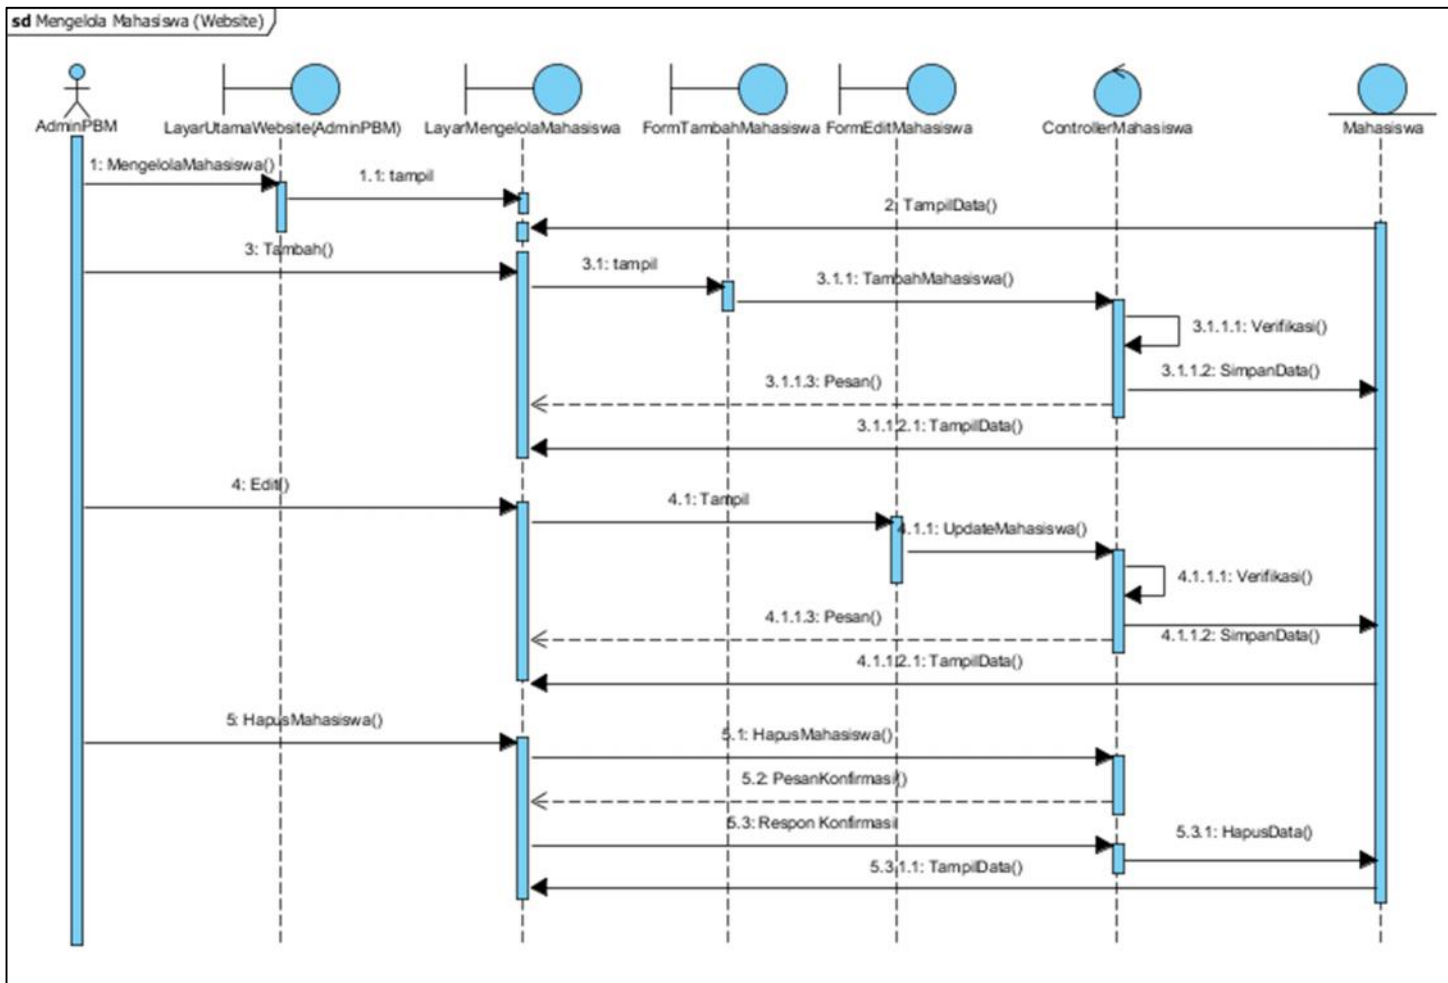 sd Mengelola Mahasiswa (Website)
AdminPBM
LayarUtamaWebsite(AdminPBM)
LayarMengelolaMahasiswa
FormTambahMahasiswa
FormEditMahasiswa
ControllerMahasiswa
Mahasiswa
1: MengelolaMahasiswa()
1.1: tampil
2: TampilData()
3: Tambah()
3.1: tampil
3.1.1: TambahMahasiswa()
3.1.1.1: Verifikasi()
3.1.1.2: SimpanData()
3.1.1.3: Pesan()
3.1.1.2.1: TampilData()
4: Edit()
4.1: Tampil
4.1.1: UpdateMahasiswa()
4.1.1.1: Verifikasi()
4.1.1.3: Pesan()
4.1.1.2: SimpanData()
4.1.1.2.1: TampilData()
5: HapusMahasiswa()
5.1: HapusMahasiswa()
5.2: PesanKonfirmasi()
5.3: Respon Konfirmasi
5.3.1: HapusData()
5.3.1.1: TampilData()